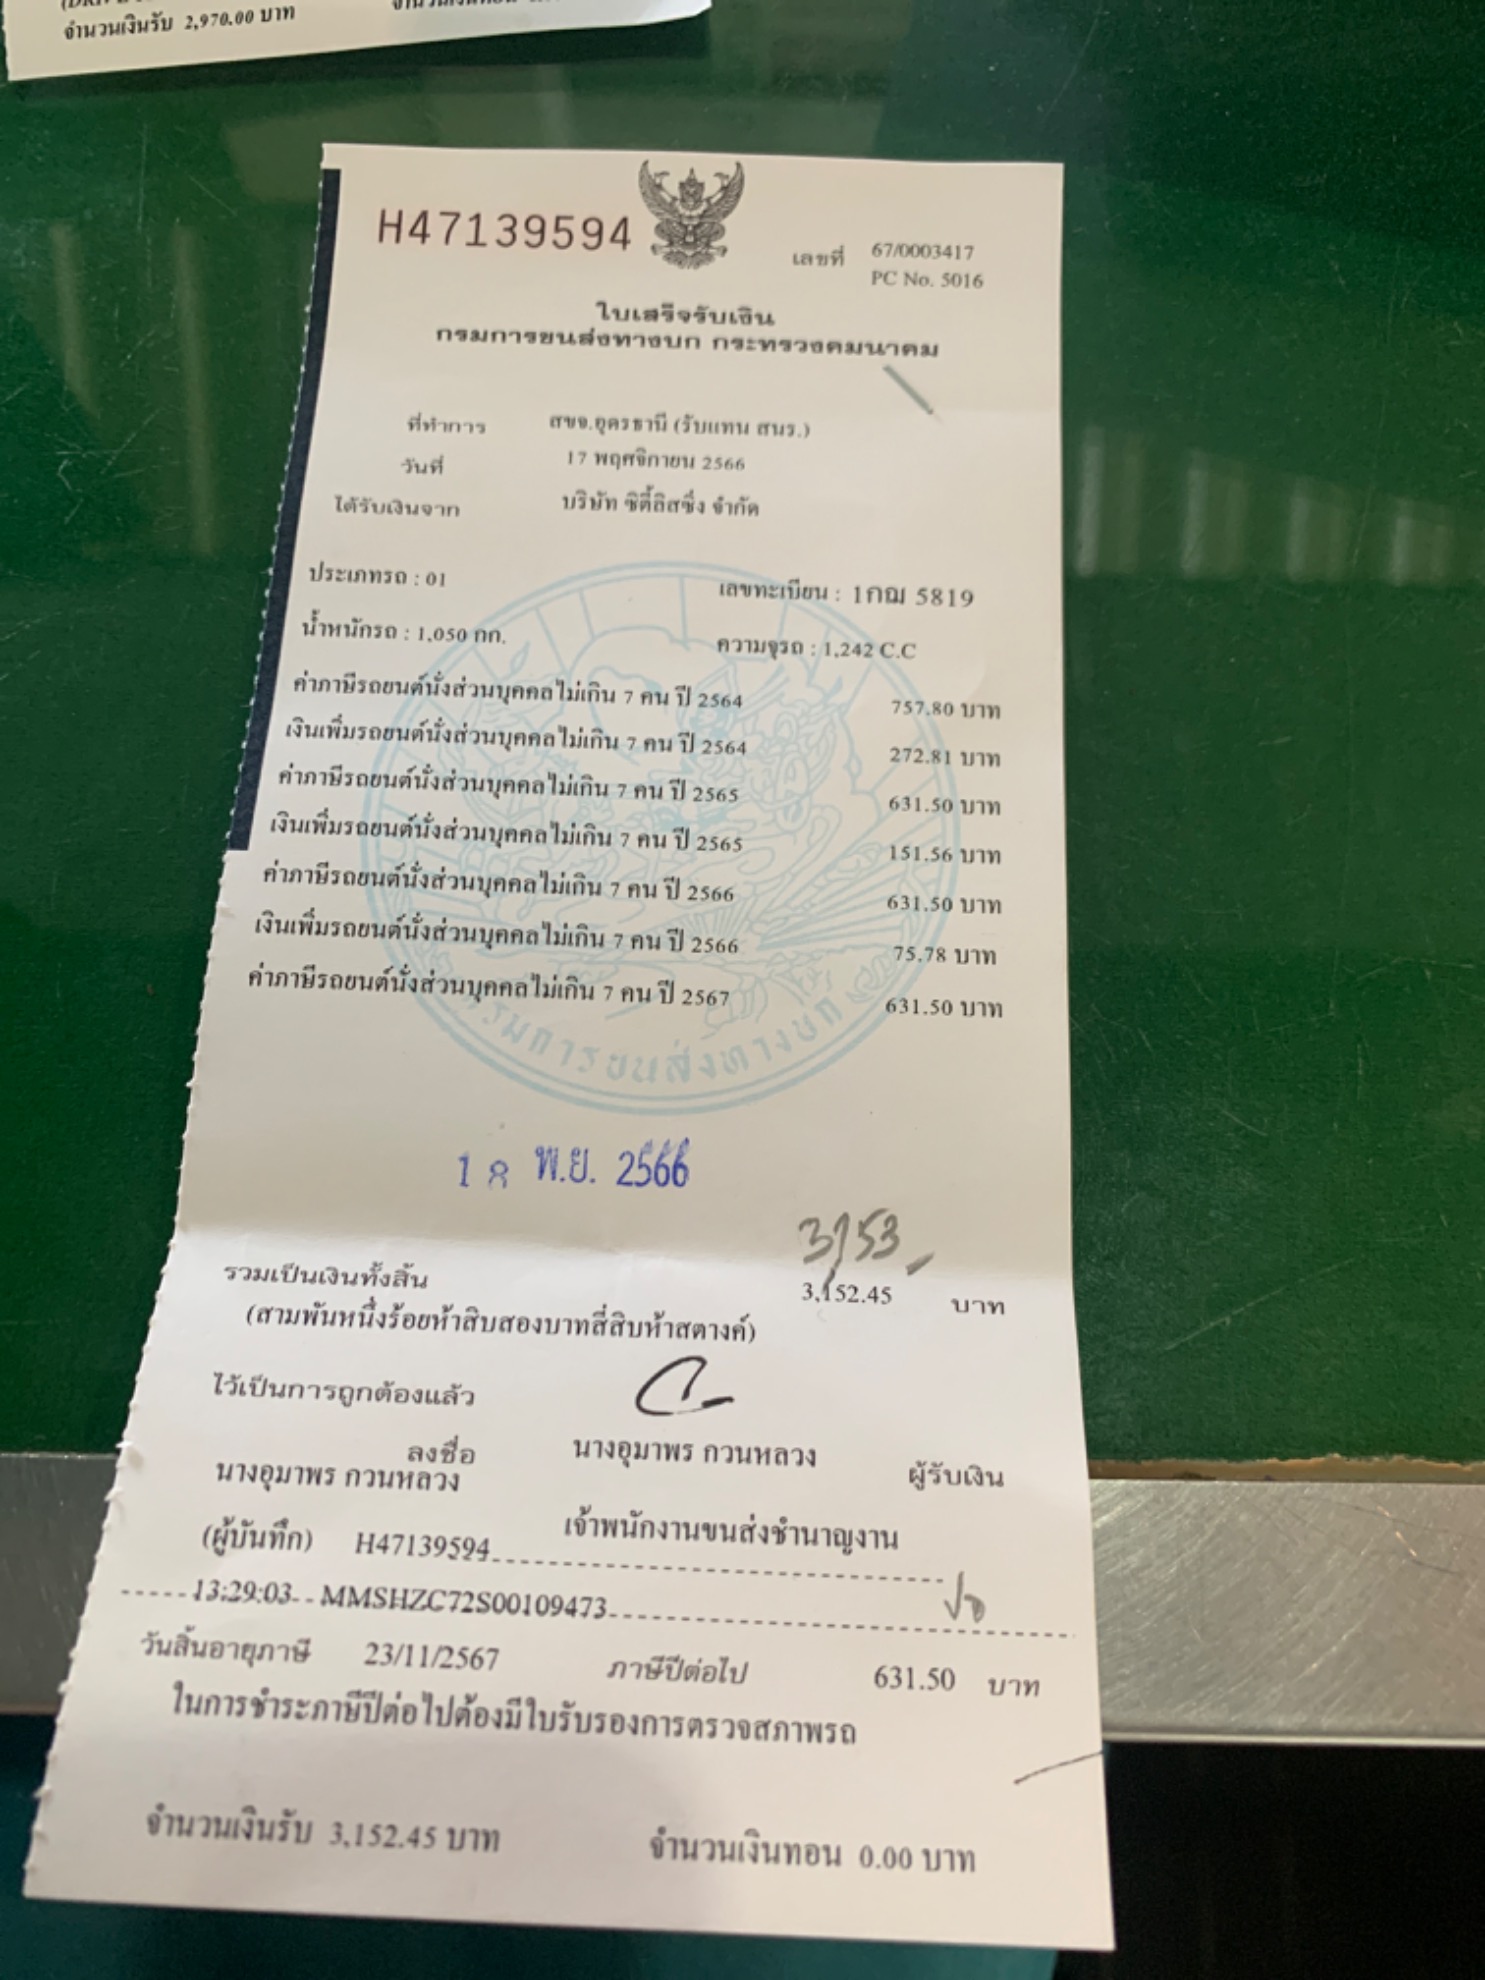 จำนวนเงินรับ 2,970.00 บาท
H47139594
เลขที่ 67/0003417
PC No. 5016
ใบเสร็จรับเงิน
กรมการขนส่งทางบก กระทรวงคมนาคม
ที่ทำการ สขจ.อุดรธานี (รับแทน สนร.)
วันที่ 17 พฤศจิกายน 2566
ได้รับเงินจาก บริษัท ซิตี้ลิสซิ่ง จำกัด
ประเภทรถ : 01 เลขทะเบียน : 1กฌ 5819
น้ำหนักรถ : 1,050 กก. ความจุรถ : 1,242 C.C
ค่าภาษีรถยนต์นั่งส่วนบุคคลไม่เกิน 7 คน ปี 2564 757.80 บาท
เงินเพิ่มรถยนต์นั่งส่วนบุคคลไม่เกิน 7 คน ปี 2564 272.81 บาท
ค่าภาษีรถยนต์นั่งส่วนบุคคลไม่เกิน 7 คน ปี 2565 631.50 บาท
เงินเพิ่มรถยนต์นั่งส่วนบุคคลไม่เกิน 7 คน ปี 2565 151.56 บาท
ค่าภาษีรถยนต์นั่งส่วนบุคคลไม่เกิน 7 คน ปี 2566 631.50 บาท
เงินเพิ่มรถยนต์นั่งส่วนบุคคลไม่เกิน 7 คน ปี 2566 75.78 บาท
ค่าภาษีรถยนต์นั่งส่วนบุคคลไม่เกิน 7 คน ปี 2567 631.50 บาท
กรมการขนส่งทางบก
18 พ.ย. 2566
3,153.-
รวมเป็นเงินทั้งสิ้น 3,152.45 บาท
(สามพันหนึ่งร้อยห้าสิบสองบาทสี่สิบห้าสตางค์)
ไว้เป็นการถูกต้องแล้ว
ลงชื่อ นางอุมาพร กวนหลวง ผู้รับเงิน
นางอุมาพร กวนหลวง
(ผู้บันทึก) H47139594 เจ้าพนักงานขนส่งชำนาญงาน
13:29:03 MMSHZC72S00109473
วันสิ้นอายุภาษี 23/11/2567 ภาษีปีต่อไป 631.50 บาท
ในการชำระภาษีปีต่อไปต้องมีใบรับรองการตรวจสภาพรถ
จำนวนเงินรับ 3,152.45 บาท จำนวนเงินทอน 0.00 บาท